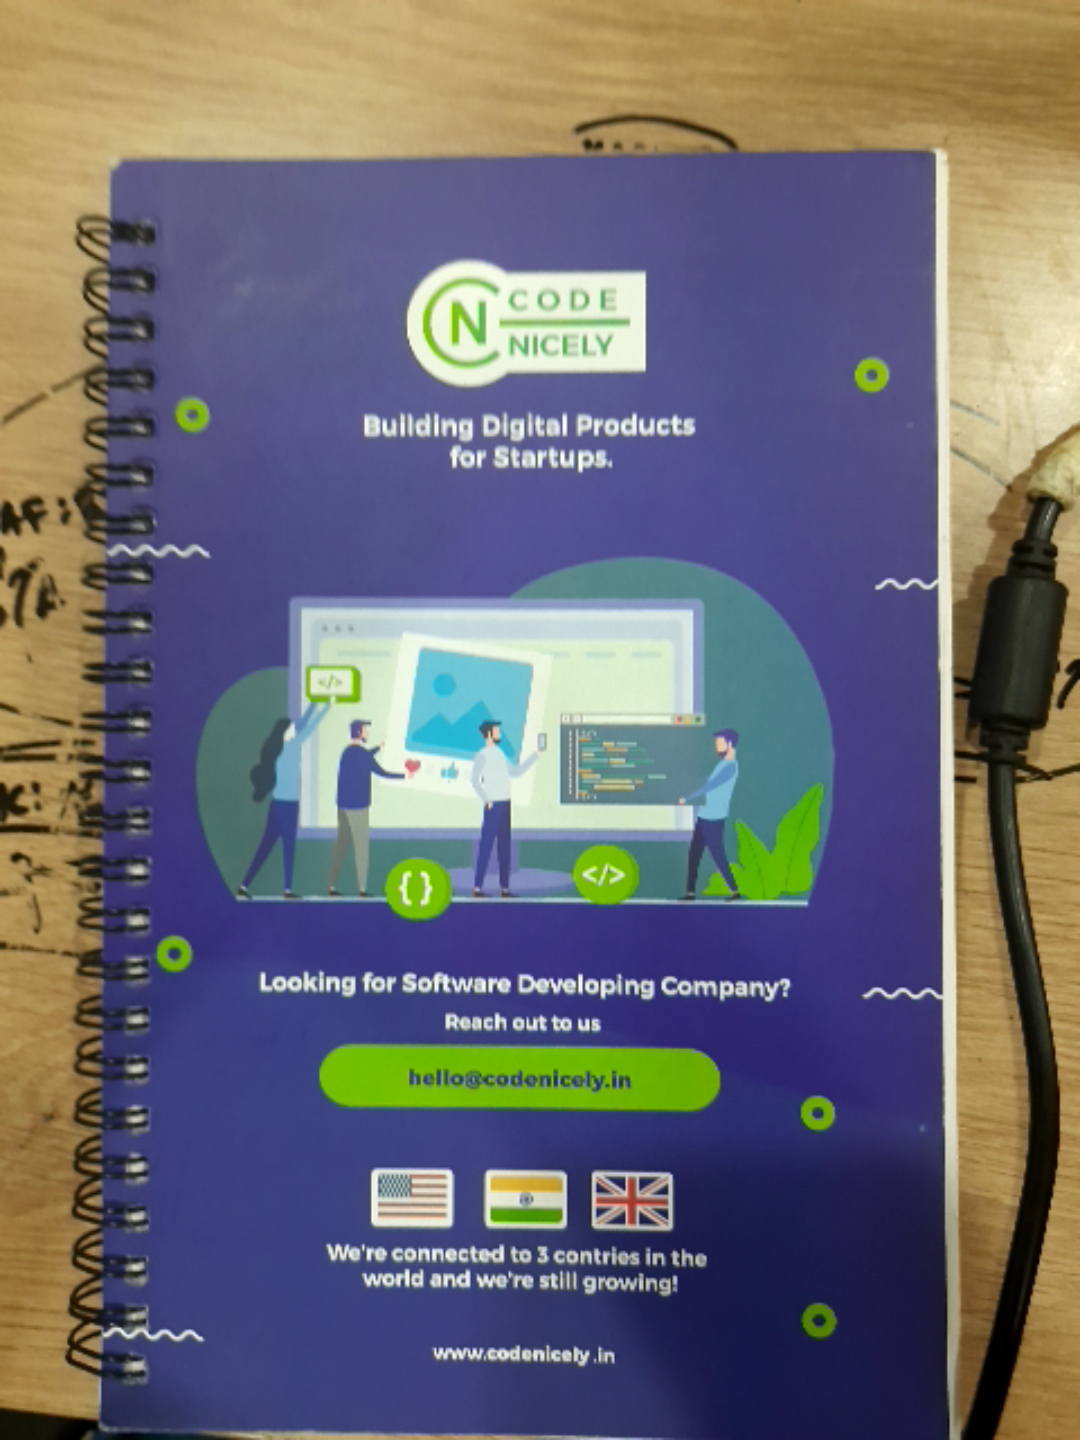 N
CODE
NICELY
Building Digital Products
for Startups.
</>
{ }
</>
Looking for Software Developing Company?
Reach out to us
hello@codenicely.in
We're connected to 3 contries in the
world and we're still growing!
www.codenicely.in
AF: